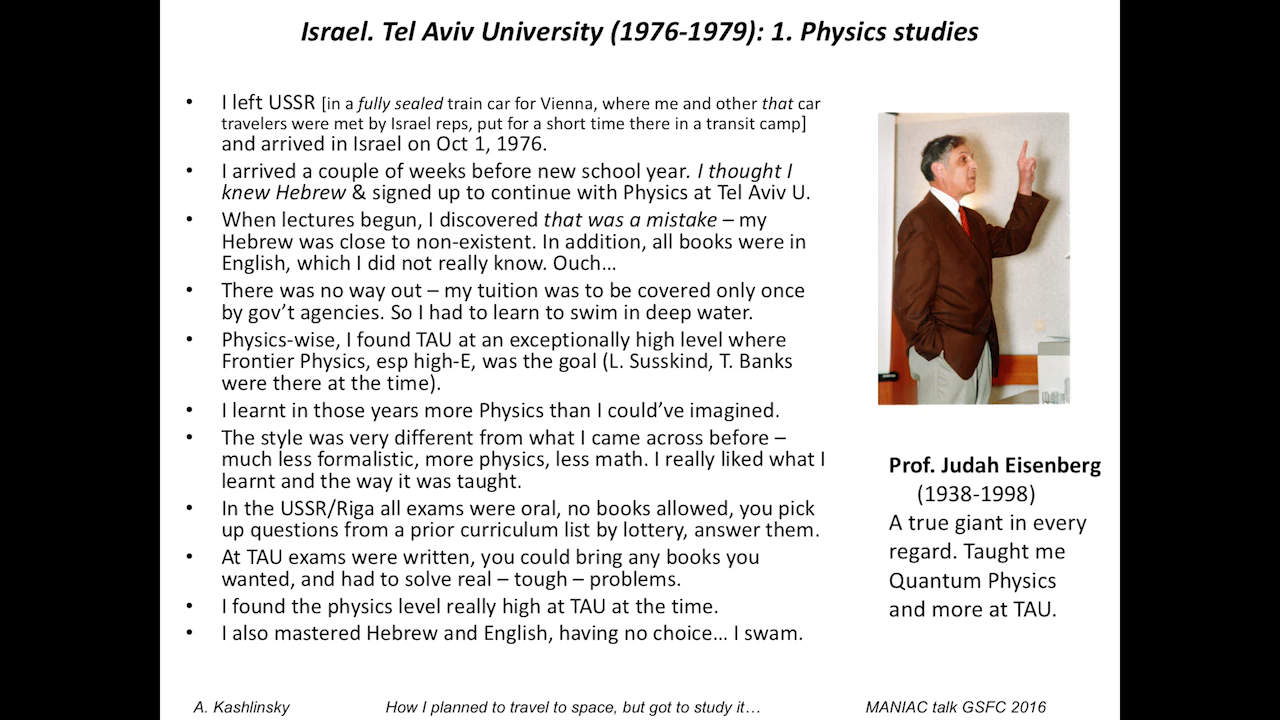 Israel. Tel Aviv University (1976-1979): 1. Physics studies
• I left USSR [in a fully sealed train car for Vienna, where me and other that car
travelers were met by Israel reps, put for a short time there in a transit camp]
and arrived in Israel on Oct 1, 1976.
• I arrived a couple of weeks before new school year. I thought I
knew Hebrew & signed up to continue with Physics at Tel Aviv U.
• When lectures begun, I discovered that was a mistake – my
Hebrew was close to non-existent. In addition, all books were in
English, which I did not really know. Ouch…
• There was no way out – my tuition was to be covered only once
by gov’t agencies. So I had to learn to swim in deep water.
• Physics-wise, I found TAU at an exceptionally high level where
Frontier Physics, esp high-E, was the goal (L. Susskind, T. Banks
were there at the time).
• I learnt in those years more Physics than I could’ve imagined.
• The style was very different from what I came across before –
much less formalistic, more physics, less math. I really liked what I
learnt and the way it was taught.
• In the USSR/Riga all exams were oral, no books allowed, you pick
up questions from a prior curriculum list by lottery, answer them.
• At TAU exams were written, you could bring any books you
wanted, and had to solve real – tough – problems.
• I found the physics level really high at TAU at the time.
• I also mastered Hebrew and English, having no choice… I swam.
Prof. Judah Eisenberg
(1938-1998)
A true giant in every
regard. Taught me
Quantum Physics
and more at TAU.
A. Kashlinsky How I planned to travel to space, but got to study it… MANIAC talk GSFC 2016